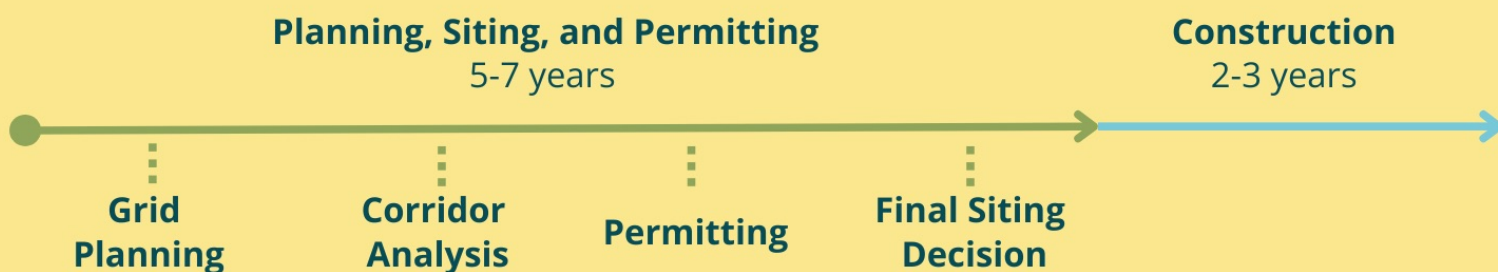 Planning, Siting, and Permitting
5-7 years
Construction
2-3 years
Grid
Planning
Corridor
Analysis
Permitting
Final Siting
Decision